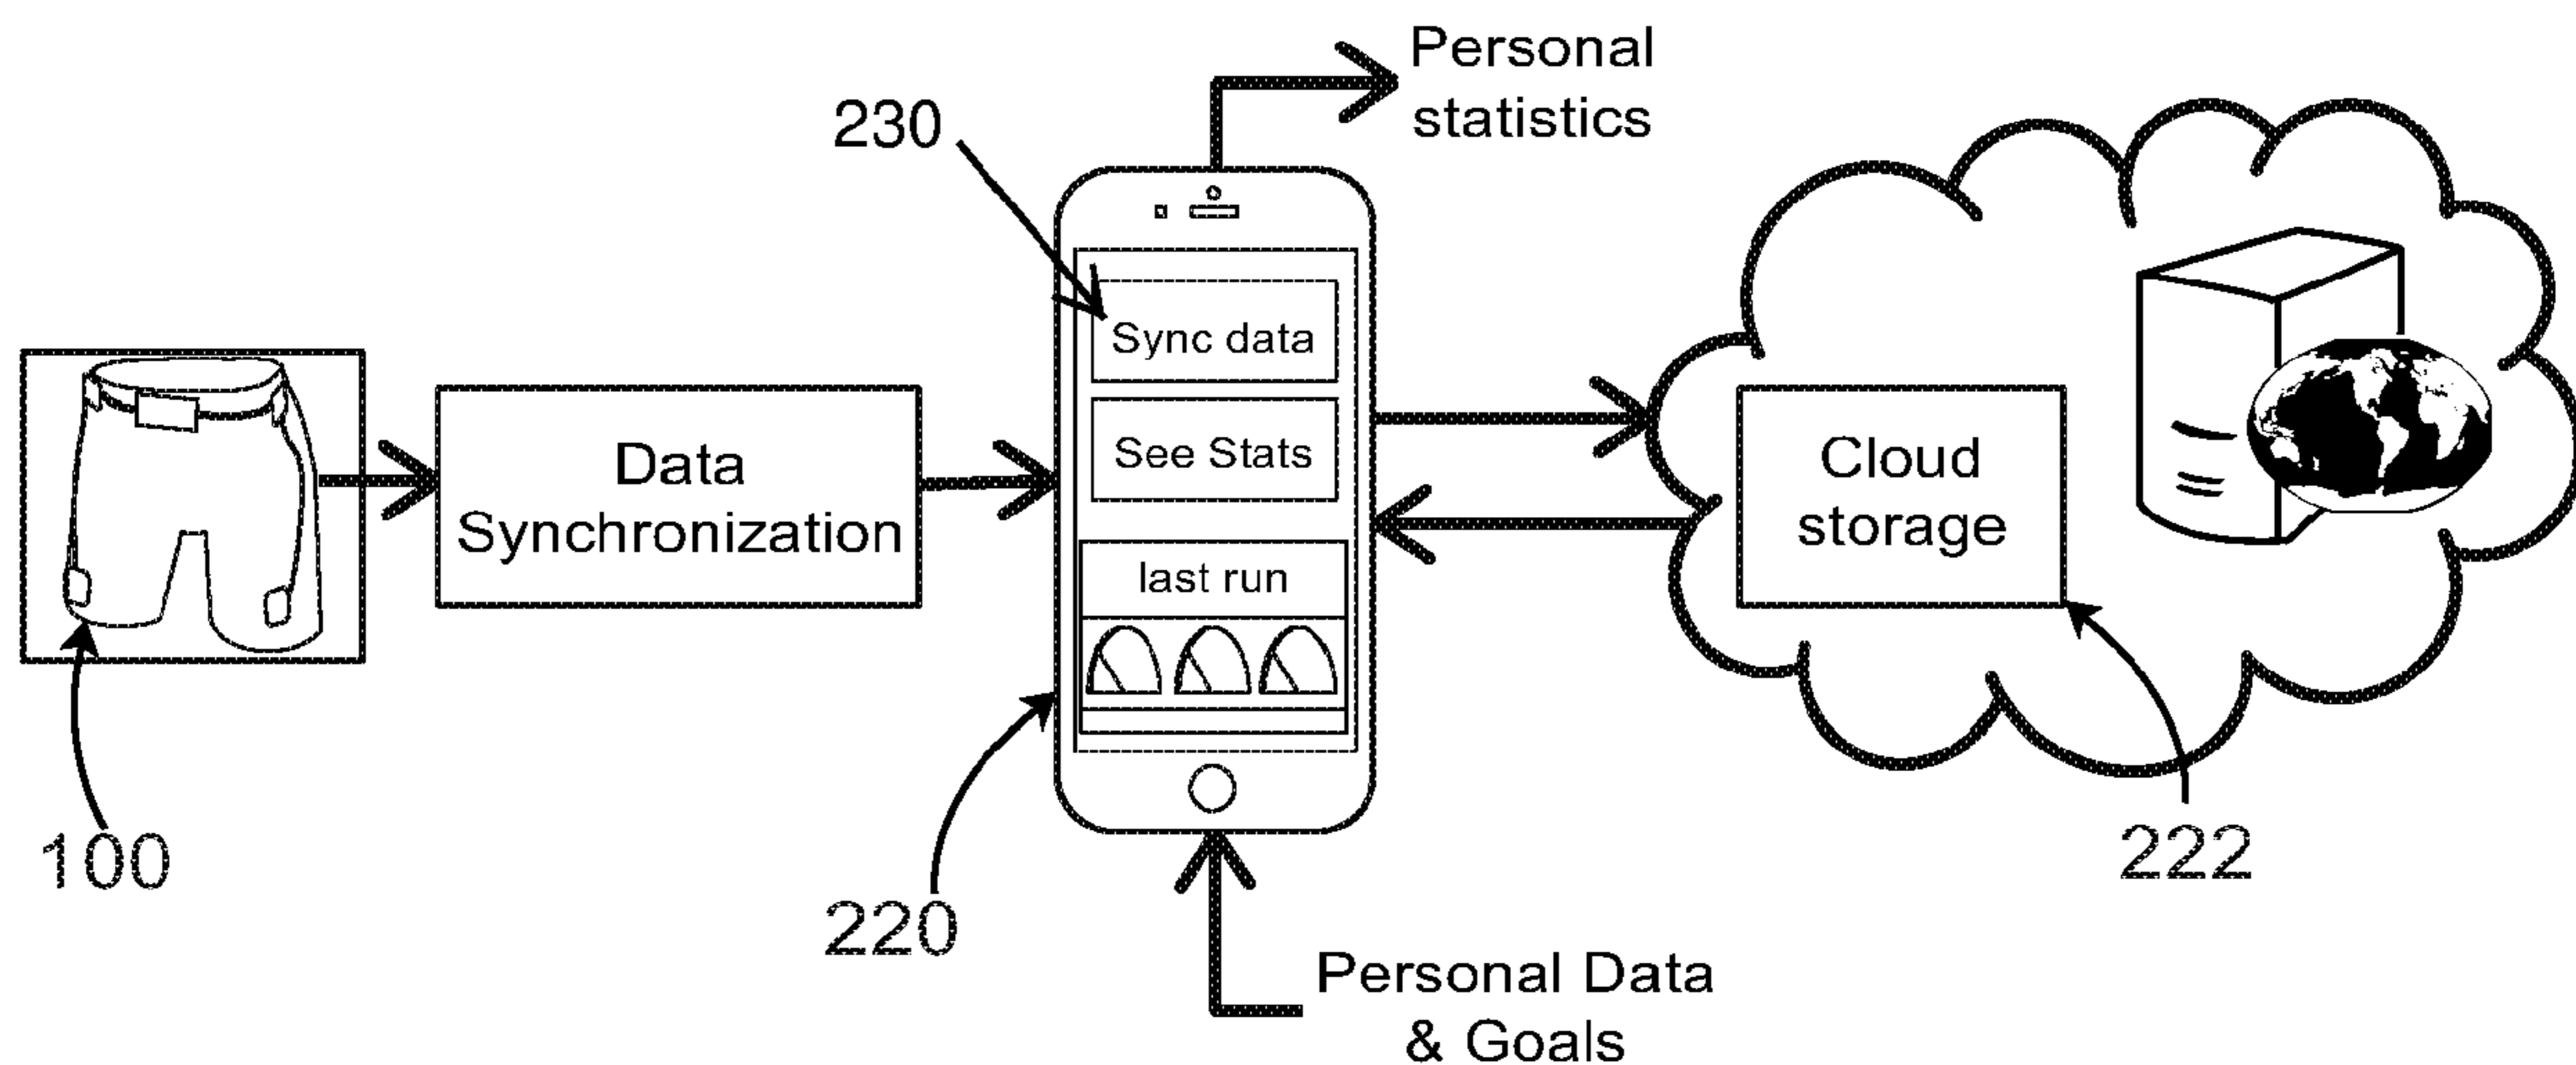 Personal
statistics
230
Sync data
See Stats
Data
Synchronization
Cloud
storage
last run
100
220
222
Personal Data
& Goals